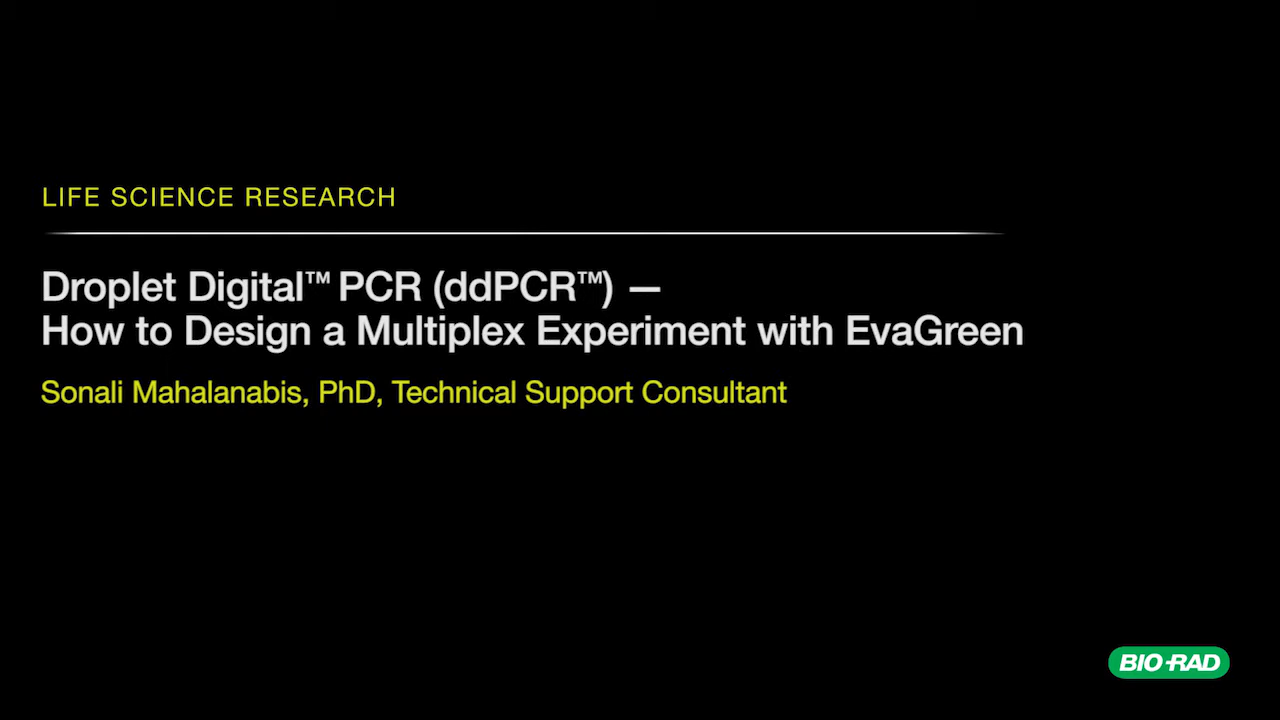 LIFE SCIENCE RESEARCH
Droplet Digital™ PCR (ddPCR™) —
How to Design a Multiplex Experiment with EvaGreen
Sonali Mahalanabis, PhD, Technical Support Consultant
BIO-RAD